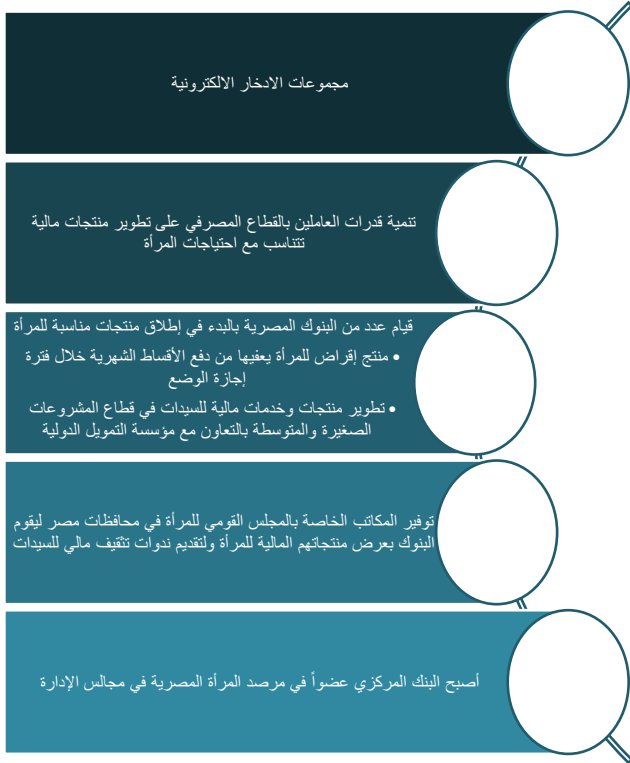 مجموعات الادخار الالكترونية
تنمية قدرات العاملين بالقطاع المصرفي على تطوير منتجات مالية
تتناسب مع احتياجات المرأة
قيام عدد من البنوك المصرية بالبدء في إطلاق منتجات مناسبة للمرأة
• منتج إقراض للمرأة يعفيها من دفع الأقساط الشهرية خلال فترة
إجازة الوضع
• تطوير منتجات وخدمات مالية للسيدات في قطاع المشروعات
الصغيرة والمتوسطة بالتعاون مع مؤسسة التمويل الدولية
توفير المكاتب الخاصة بالمجلس القومي للمرأة في محافظات مصر ليقوم
البنوك بعرض منتجاتهم المالية للمرأة ولتقديم ندوات تثقيف مالي للسيدات
أصبح البنك المركزي عضواً في مرصد المرأة المصرية في مجالس الإدارة